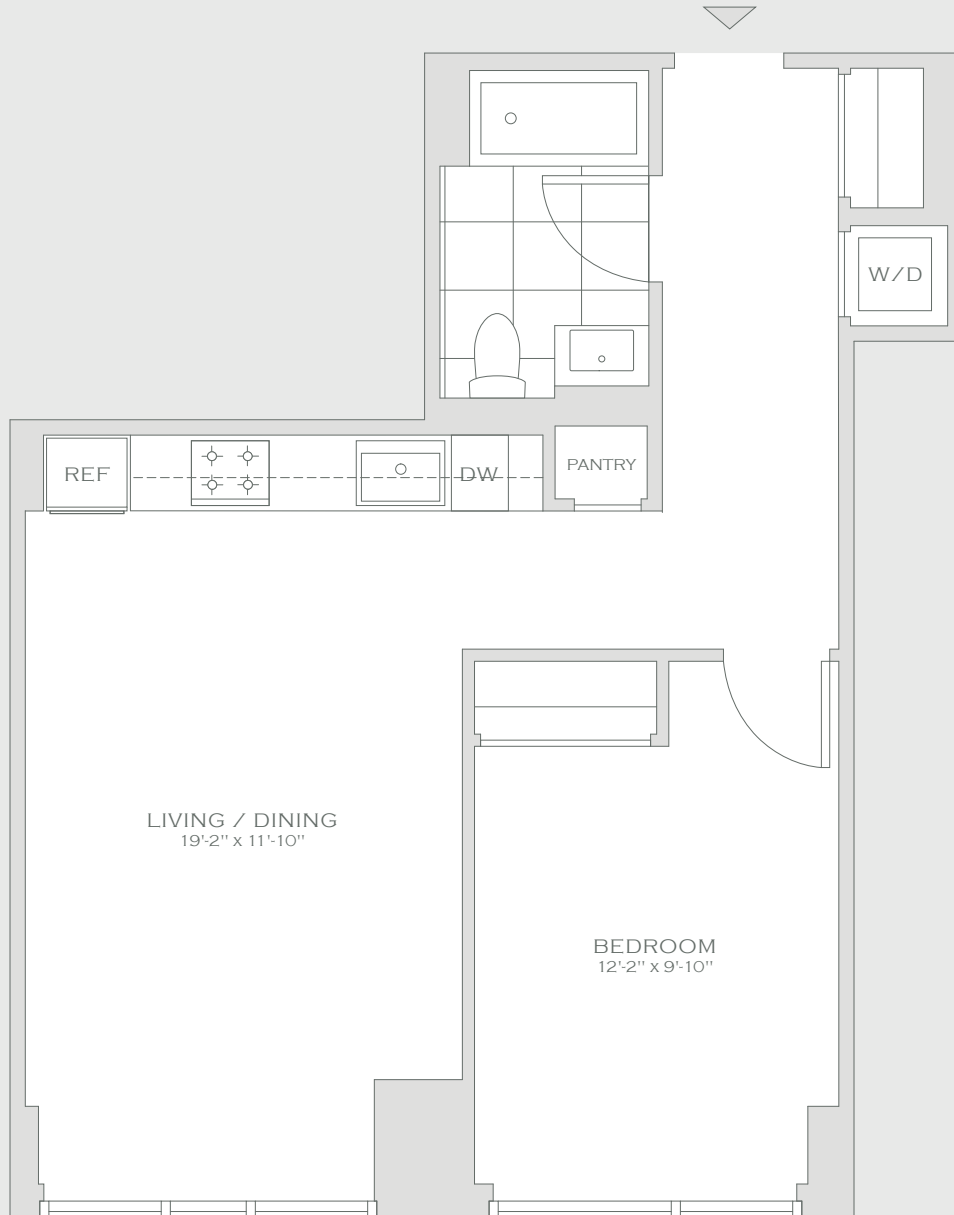 W/D
REF
DW
PANTRY
LIVING / DINING
19'-2" x 11'-10"
BEDROOM
12'-2" x 9'-10"